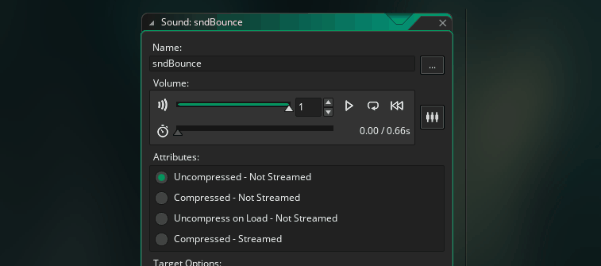 Sound: sndBounce
Name:
sndBounce
...
Volume:
1
0.00 / 0.66s
Attributes:
Uncompressed - Not Streamed
Compressed - Not Streamed
Uncompress on Load - Not Streamed
Compressed - Streamed
Target Options: